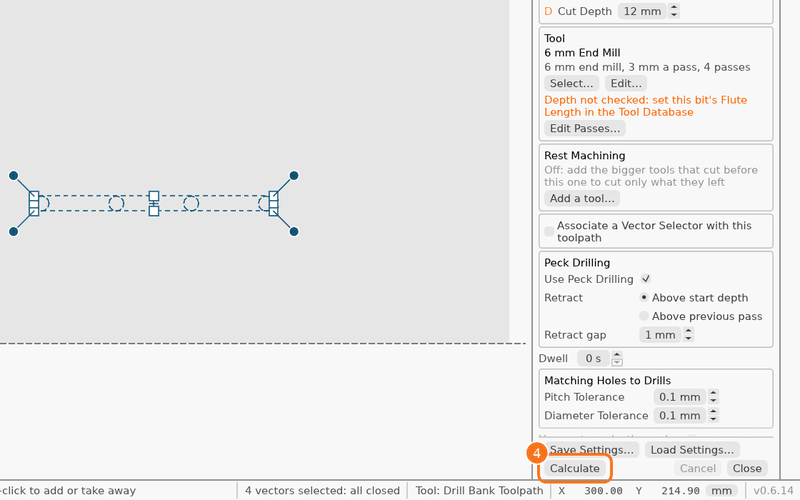 D Cut Depth 12 mm
Tool
6 mm End Mill
6 mm end mill, 3 mm a pass, 4 passes
Select... Edit...
Depth not checked: set this bit's Flute
Length in the Tool Database
Edit Passes...
Rest Machining
Off: add the bigger tools that cut before
this one to cut only what they left
Add a tool...
Associate a Vector Selector with this
toolpath
Peck Drilling
Use Peck Drilling
Retract Above start depth
Above previous pass
Retract gap 1 mm
Dwell 0 s
Matching Holes to Drills
Pitch Tolerance 0.1 mm
Diameter Tolerance 0.1 mm
4
Save Settings... Load Settings...
Calculate Cancel Close
-click to add or take away 4 vectors selected: all closed Tool: Drill Bank Toolpath X 300.00 Y 214.90 mm v0.6.14